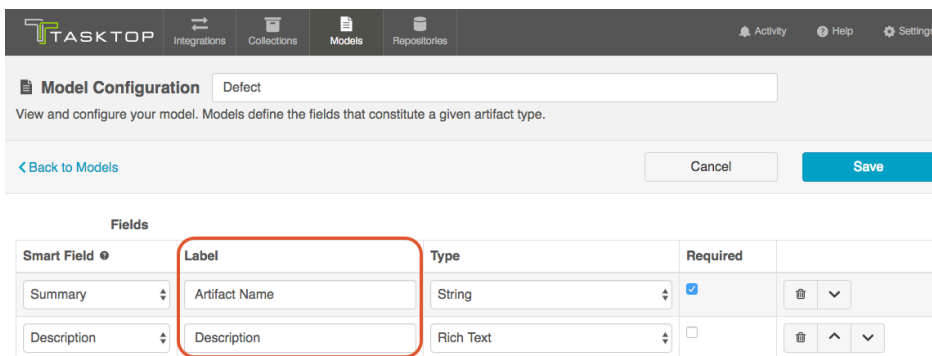 TASKTOP
Integrations Collections Models Repositories Activity Help Settings
Model Configuration Defect
View and configure your model. Models define the fields that constitute a given artifact type.
Back to Models Cancel Save
Fields
Smart Field Label Type Required
Summary Artifact Name String
Description Description Rich Text